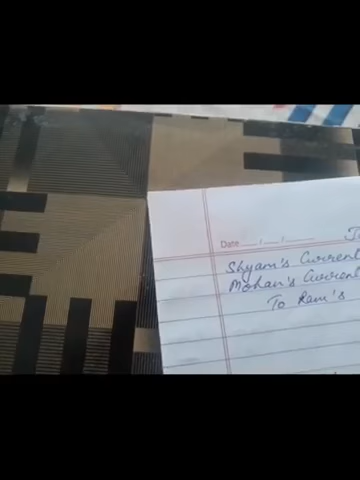 Date ...../...../..........
Shyam's Current
Mohan's Current
To Ram's